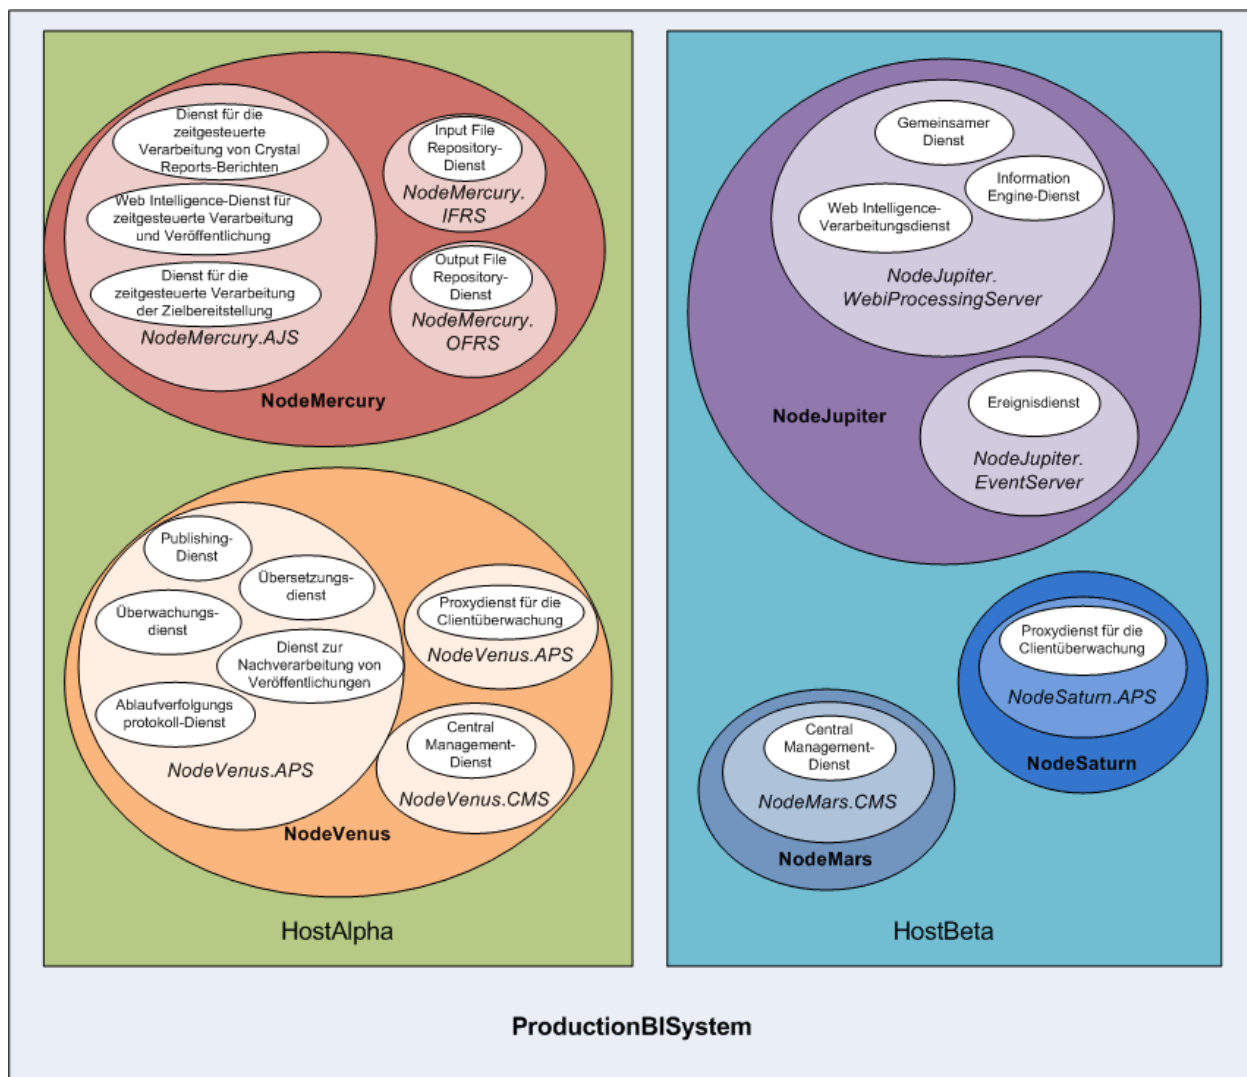 Dienst für die
zeitgesteuerte
Verarbeitung von Crystal
Reports-Berichten
Web Intelligence-Dienst für
zeitgesteuerte Verarbeitung
und Veröffentlichung
Dienst für die
zeitgesteuerte Verarbeitung
der Zielbereitstellung
NodeMercury.AJS
Input File
Repository-
Dienst
NodeMercury.
IFRS
Output File
Repository-
Dienst
NodeMercury.
OFRS
NodeMercury
Publishing-
Dienst
Übersetzungs-
dienst
Überwachungs-
dienst
Dienst zur
Nachverarbeitung von
Veröffentlichungen
Ablaufverfolgungs
protokoll-Dienst
NodeVenus.APS
Proxydienst für die
Clientüberwachung
NodeVenus.APS
Central
Management-
Dienst
NodeVenus.CMS
NodeVenus
HostAlpha
Gemeinsamer
Dienst
Information
Engine-Dienst
Web Intelligence-
Verarbeitungsdienst
NodeJupiter.
WebiProcessingServer
Ereignisdienst
NodeJupiter.
EventServer
NodeJupiter
Proxydienst für die
Clientüberwachung
NodeSaturn.APS
NodeSaturn
Central
Management-
Dienst
NodeMars.CMS
NodeMars
HostBeta
ProductionBISystem